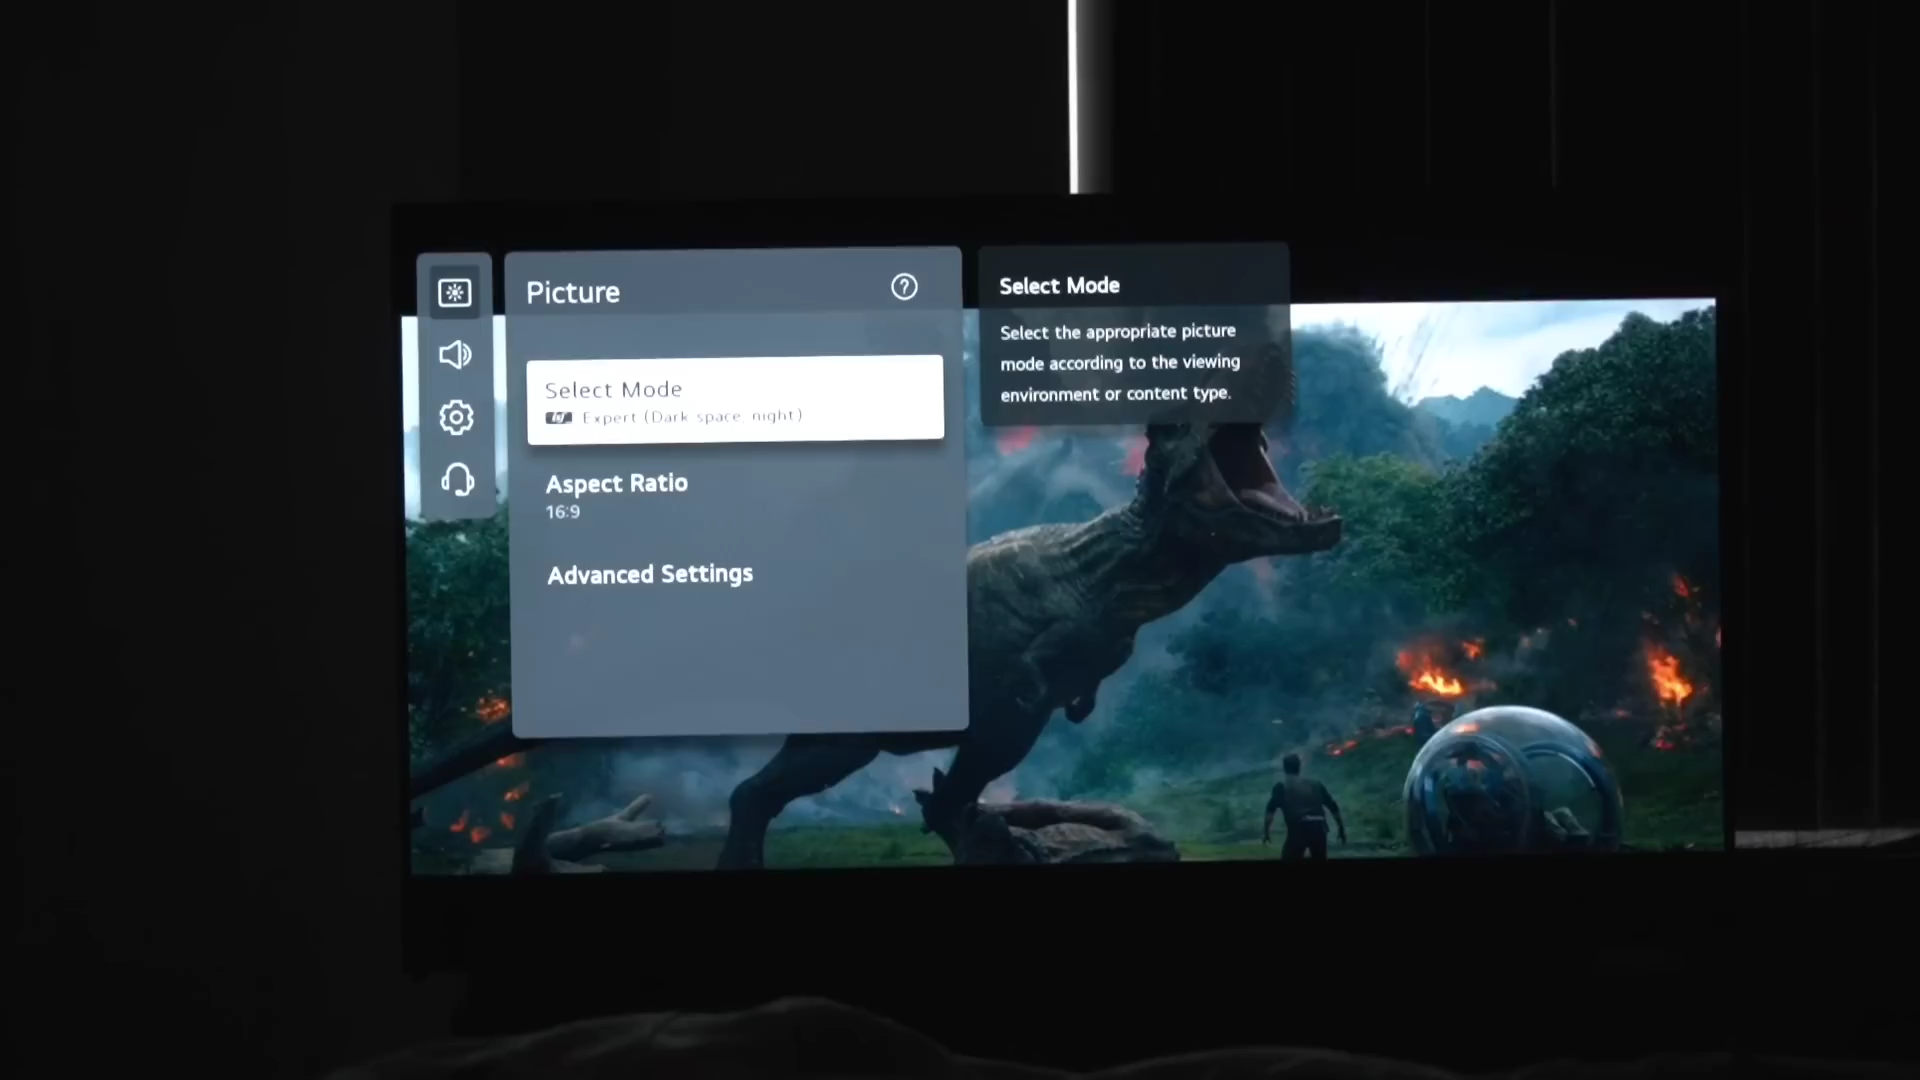 Picture
?
Select Mode
Expert (Dark space, night)
Aspect Ratio
16:9
Advanced Settings
Select Mode
Select the appropriate picture
mode according to the viewing
environment or content type.